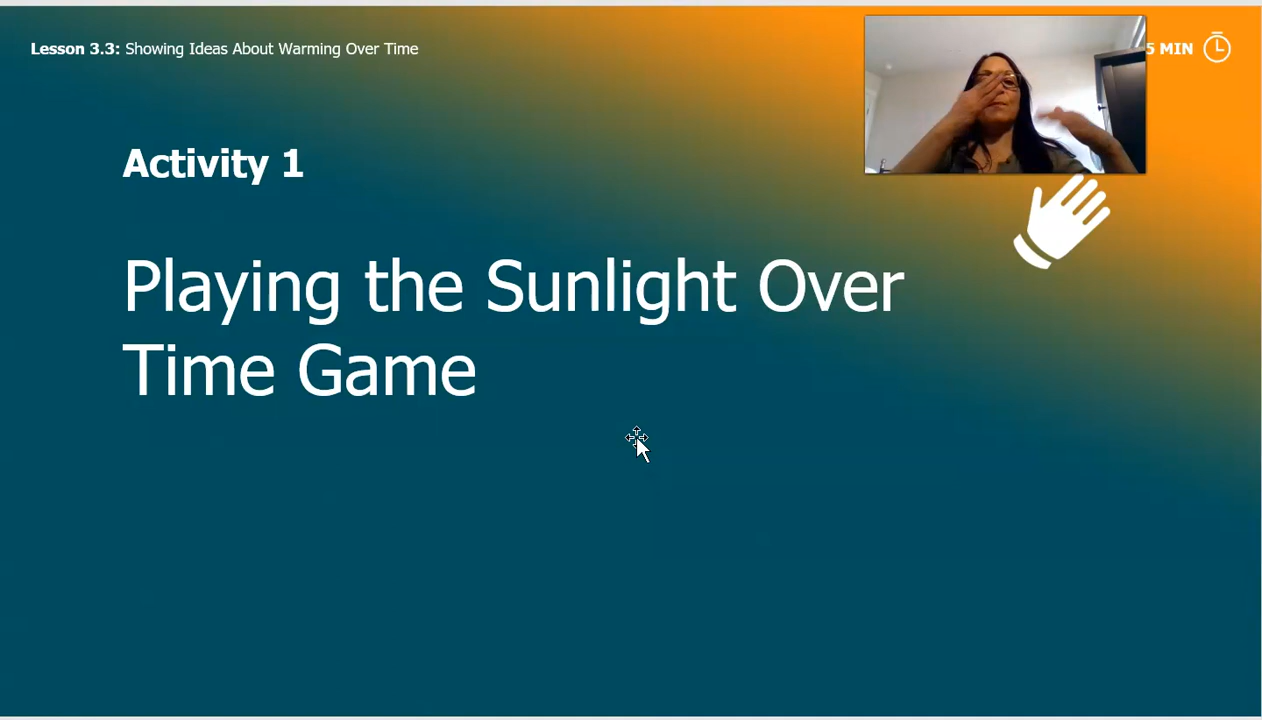 Lesson 3.3: Showing Ideas About Warming Over Time
5 MIN
Activity 1
Playing the Sunlight Over
Time Game